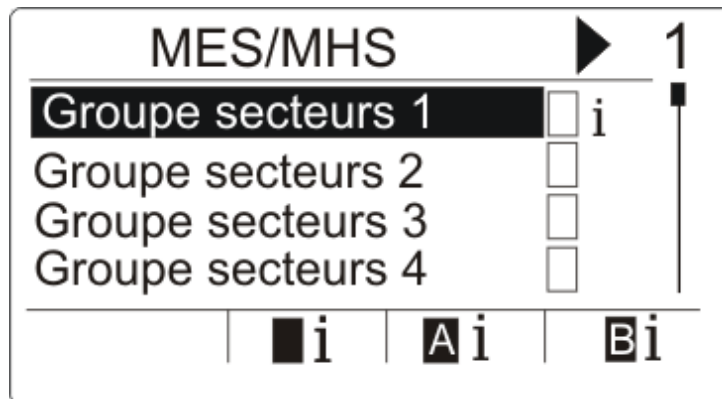 MES/MHS 1
Groupe secteurs 1 i
Groupe secteurs 2
Groupe secteurs 3
Groupe secteurs 4
i A i B i